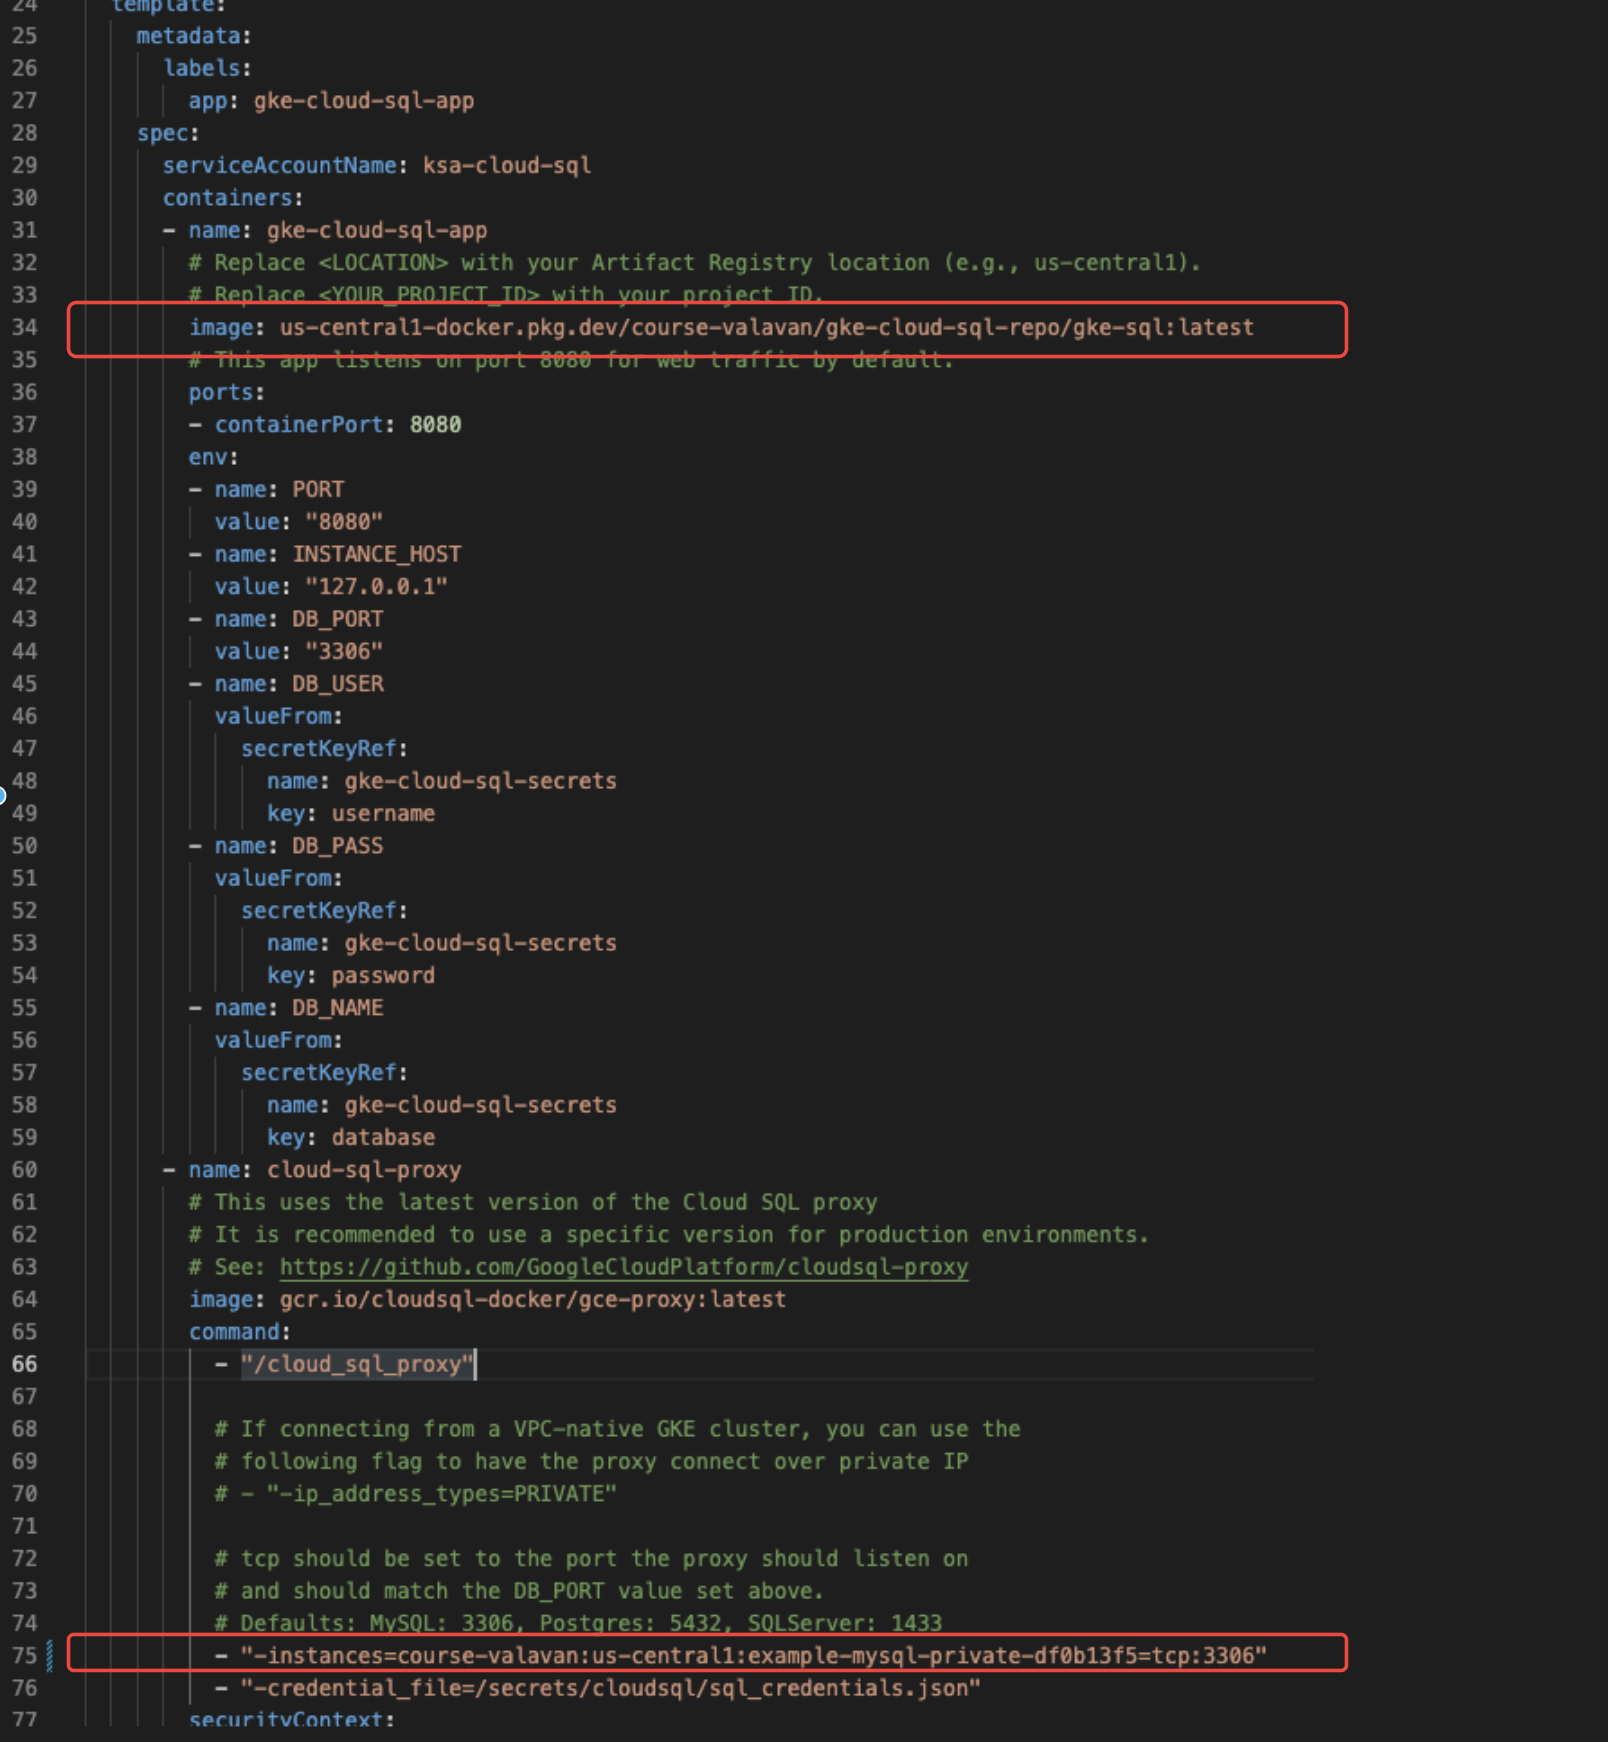 24 template:
25 metadata:
26 labels:
27 app: gke-cloud-sql-app
28 spec:
29 serviceAccountName: ksa-cloud-sql
30 containers:
31 - name: gke-cloud-sql-app
32 # Replace <LOCATION> with your Artifact Registry location (e.g., us-central1).
33 # Replace <YOUR_PROJECT_ID> with your project ID.
34 image: us-central1-docker.pkg.dev/course-valavan/gke-cloud-sql-repo/gke-sql:latest
35 # This app listens on port 8080 for web traffic by default.
36 ports:
37 - containerPort: 8080
38 env:
39 - name: PORT
40 value: "8080"
41 - name: INSTANCE_HOST
42 value: "127.0.0.1"
43 - name: DB_PORT
44 value: "3306"
45 - name: DB_USER
46 valueFrom:
47 secretKeyRef:
48 name: gke-cloud-sql-secrets
49 key: username
50 - name: DB_PASS
51 valueFrom:
52 secretKeyRef:
53 name: gke-cloud-sql-secrets
54 key: password
55 - name: DB_NAME
56 valueFrom:
57 secretKeyRef:
58 name: gke-cloud-sql-secrets
59 key: database
60 - name: cloud-sql-proxy
61 # This uses the latest version of the Cloud SQL proxy
62 # It is recommended to use a specific version for production environments.
63 # See: https://github.com/GoogleCloudPlatform/cloudsql-proxy
64 image: gcr.io/cloudsql-docker/gce-proxy:latest
65 command:
66 - "/cloud_sql_proxy"
67
68 # If connecting from a VPC-native GKE cluster, you can use the
69 # following flag to have the proxy connect over private IP
70 # - "-ip_address_types=PRIVATE"
71
72 # tcp should be set to the port the proxy should listen on
73 # and should match the DB_PORT value set above.
74 # Defaults: MySQL: 3306, Postgres: 5432, SQLServer: 1433
75 - "-instances=course-valavan:us-central1:example-mysql-private-df0b13f5=tcp:3306"
76 - "-credential_file=/secrets/cloudsql/sql_credentials.json"
77 securityContext: